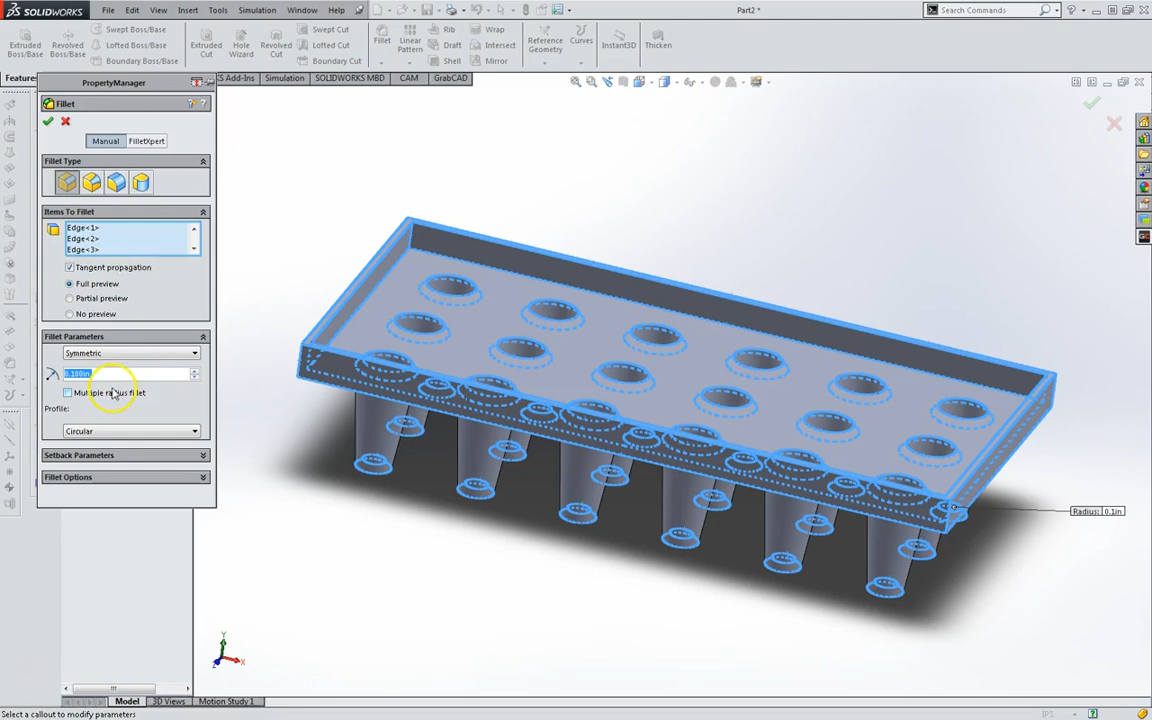 SOLIDWORKS File Edit View Insert Tools Simulation Window Help Part2 * Search Commands
Extruded Boss/Base
Revolved Boss/Base
Swept Boss/Base
Lofted Boss/Base
Boundary Boss/Base
Extruded Cut
Hole Wizard
Revolved Cut
Swept Cut
Lofted Cut
Boundary Cut
Fillet
Linear Pattern
Rib
Draft
Shell
Wrap
Intersect
Mirror
Reference Geometry
Curves
Instant3D
Thicken
Featur S Add-Ins Simulation SOLIDWORKS MBD CAM GrabCAD
PropertyManager
Fillet
Manual FilletXpert
Fillet Type
Items To Fillet
Edge<1>
Edge<2>
Edge<3>
Tangent propagation
Full preview
Partial preview
No preview
Fillet Parameters
Symmetric
0.100in
Multiple radius fillet
Profile:
Circular
Setback Parameters
Fillet Options
Radius: 0.1in
Y
X
Z
Model 3D Views Motion Study 1
Select a callout to modify parameters IPS